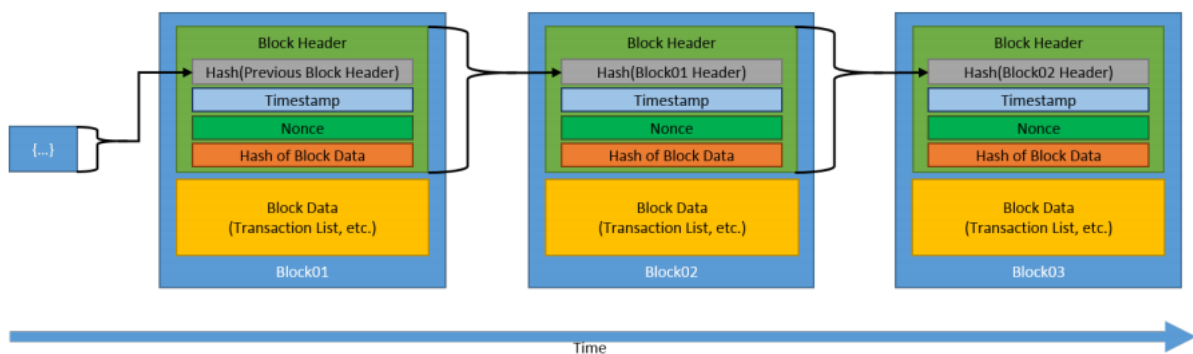 {...}
Block Header
Hash(Previous Block Header)
Timestamp
Nonce
Hash of Block Data
Block Data
(Transaction List, etc.)
Block01
Block Header
Hash(Block01 Header)
Timestamp
Nonce
Hash of Block Data
Block Data
(Transaction List, etc.)
Block02
Block Header
Hash(Block02 Header)
Timestamp
Nonce
Hash of Block Data
Block Data
(Transaction List, etc.)
Block03
Time